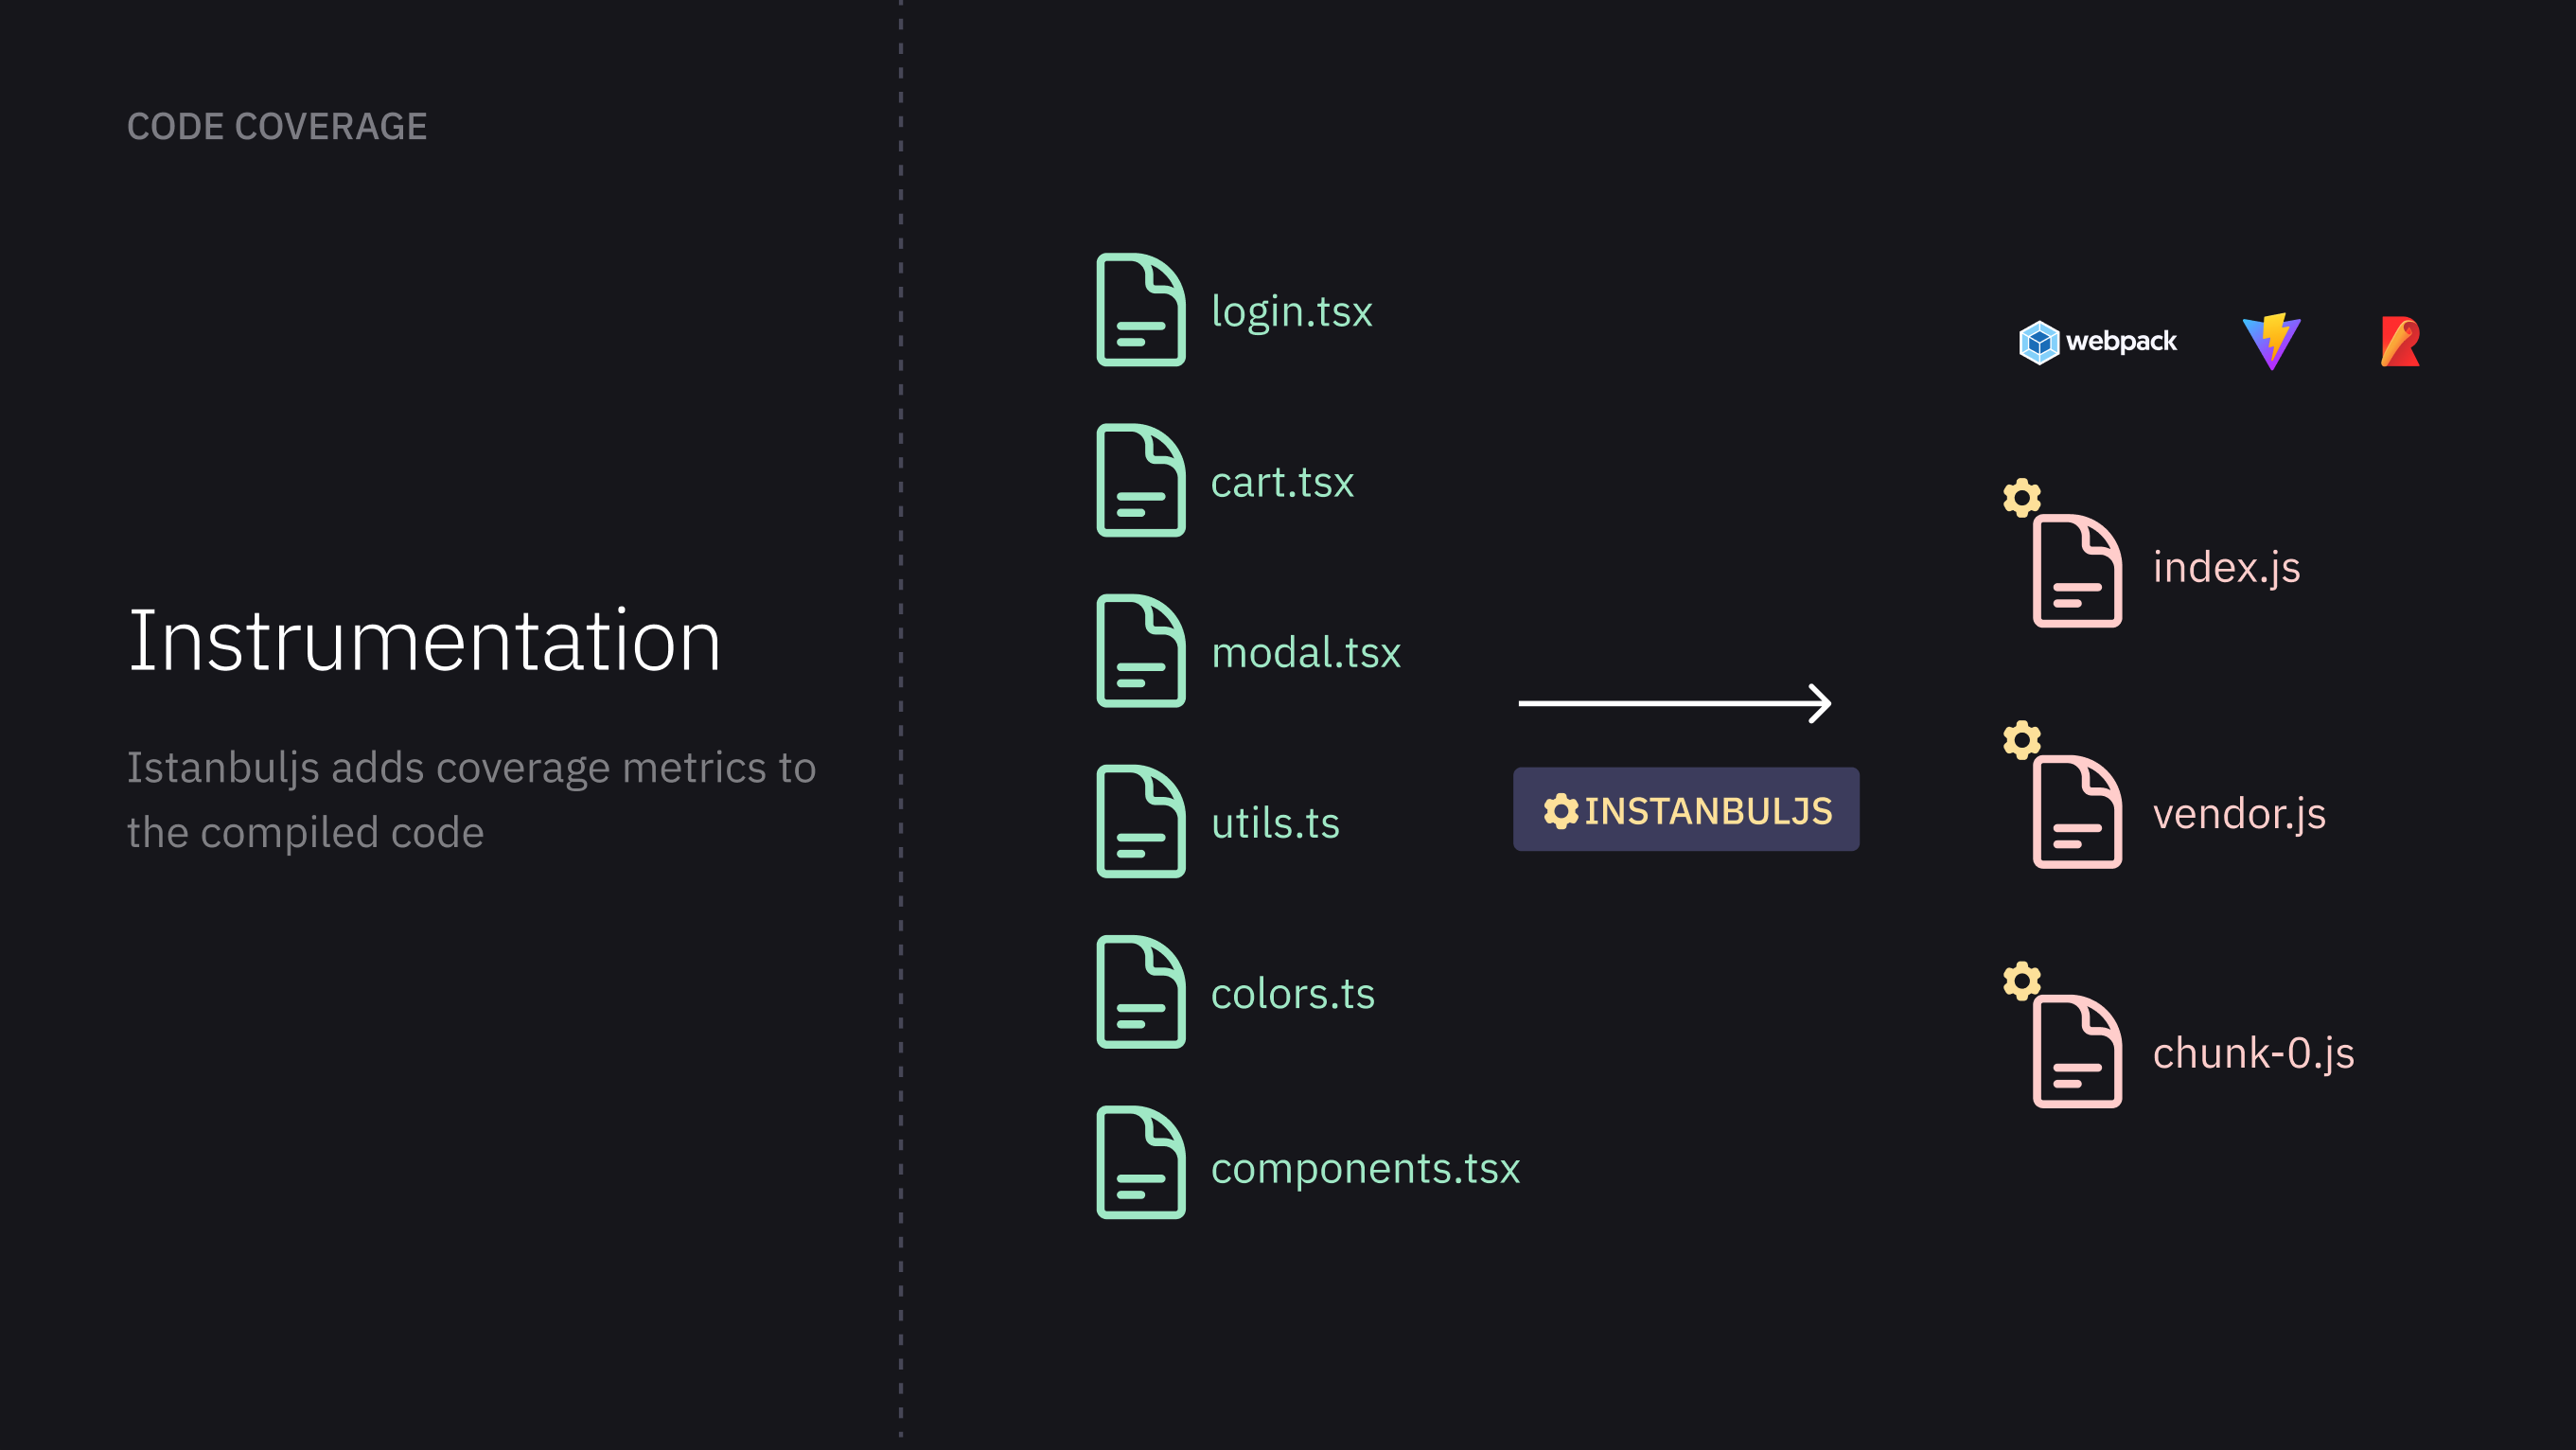 CODE COVERAGE
Instrumentation
Istanbuljs adds coverage metrics to
the compiled code
login.tsx
cart.tsx
modal.tsx
utils.ts
colors.ts
components.tsx
INSTANBULJS
webpack
index.js
vendor.js
chunk-0.js